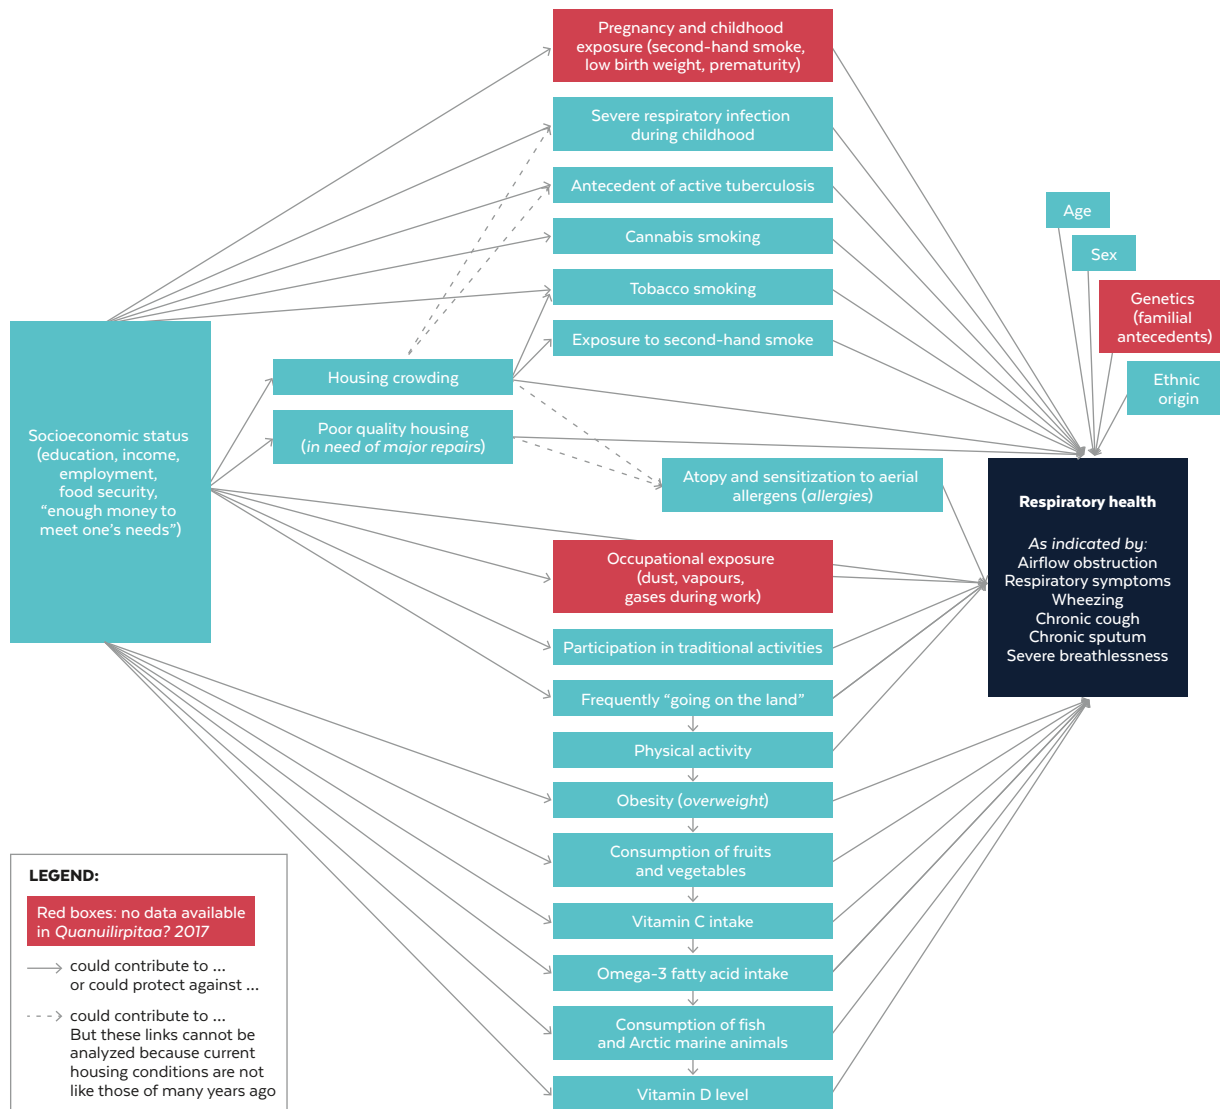 Pregnancy and childhood
exposure (second-hand smoke,
low birth weight, prematurity)
Severe respiratory infection
during childhood
Antecedent of active tuberculosis
Cannabis smoking
Tobacco smoking
Exposure to second-hand smoke
Age
Sex
Genetics
(familial
antecedents)
Ethnic
origin
Housing crowding
Poor quality housing
(in need of major repairs)
Socioeconomic status
(education, income,
employment,
food security,
“enough money to
meet one’s needs”)
Atopy and sensitization to aerial
allergens (allergies)
Respiratory health
As indicated by:
Airflow obstruction
Respiratory symptoms
Wheezing
Chronic cough
Chronic sputum
Severe breathlessness
Occupational exposure
(dust, vapours,
gases during work)
Participation in traditional activities
Frequently “going on the land”
Physical activity
Obesity (overweight)
Consumption of fruits
and vegetables
Vitamin C intake
Omega-3 fatty acid intake
Consumption of fish
and Arctic marine animals
Vitamin D level
LEGEND:
Red boxes: no data available
in Quanuilirpitaa? 2017
could contribute to ...
or could protect against ...
could contribute to ...
But these links cannot be
analyzed because current
housing conditions are not
like those of many years ago